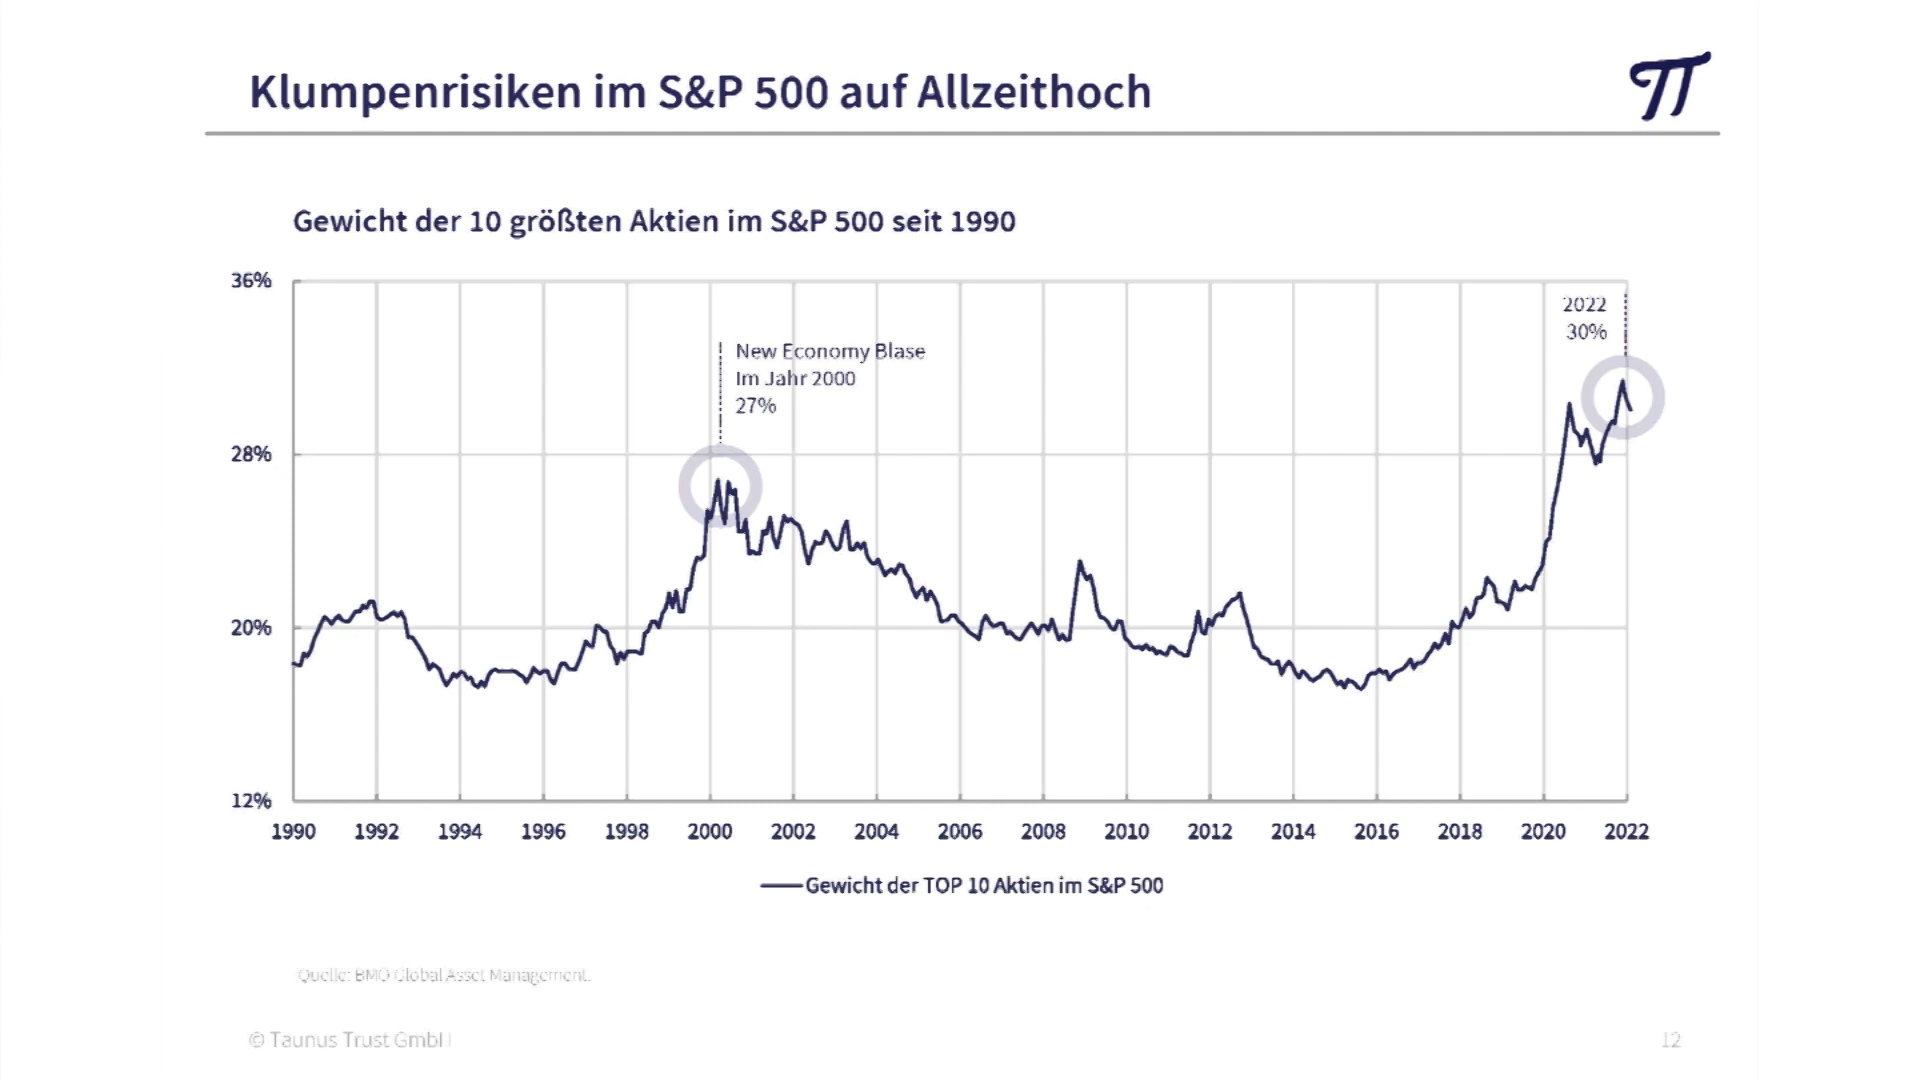 Klumpenrisiken im S&P 500 auf Allzeithoch
Gewicht der 10 größten Aktien im S&P 500 seit 1990
36%
2022
30%
New Economy Blase
Im Jahr 2000
27%
28%
20%
12%
1990 1992 1994 1996 1998 2000 2002 2004 2006 2008 2010 2012 2014 2016 2018 2020 2022
Gewicht der TOP 10 Aktien im S&P 500
Quelle: BMO Global Asset Management.
© Taunus Trust GmbH
12